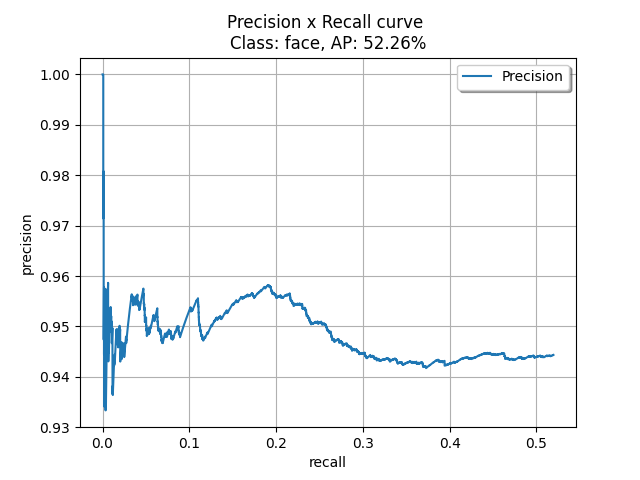 Precision x Recall curve
Class: face, AP: 52.26%
Precision
1.00
0.99
0.98
0.97
0.96
0.95
0.94
0.93
precision
0.0 0.1 0.2 0.3 0.4 0.5
recall